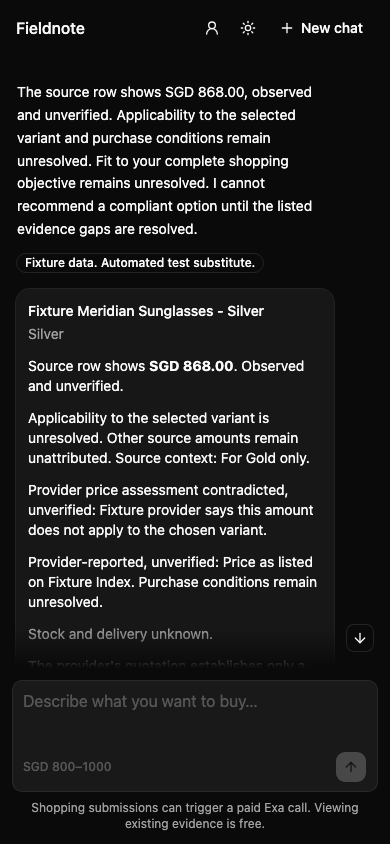 Fieldnote
New chat
The source row shows SGD 868.00, observed
and unverified. Applicability to the selected
variant and purchase conditions remain
unresolved. Fit to your complete shopping
objective remains unresolved. I cannot
recommend a compliant option until the listed
evidence gaps are resolved.
Fixture data. Automated test substitute.
Fixture Meridian Sunglasses - Silver
Silver
Source row shows SGD 868.00. Observed
and unverified.
Applicability to the selected variant is
unresolved. Other source amounts remain
unattributed. Source context: For Gold only.
Provider price assessment contradicted,
unverified: Fixture provider says this amount
does not apply to the chosen variant.
Provider-reported, unverified: Price as listed
on Fixture Index. Purchase conditions remain
unresolved.
Stock and delivery unknown.
The provider's quotation establishes only a
Describe what you want to buy...
SGD 800–1000
Shopping submissions can trigger a paid Exa call. Viewing
existing evidence is free.